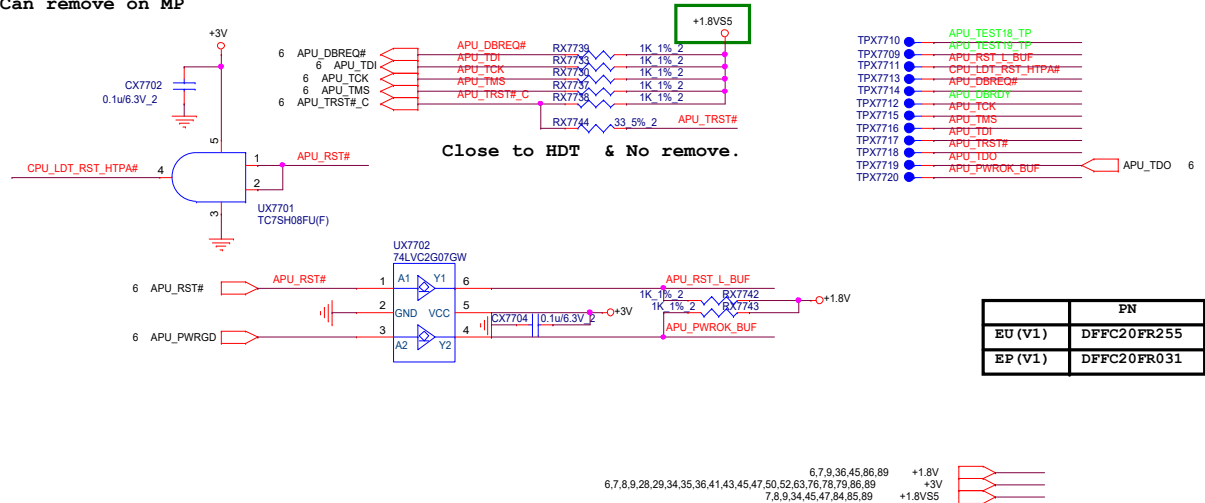 Can remove on MP
+3V
CX7702
0.1u/6.3V_2
5
CPU_LDT_RST_HTPA# 4
1 APU_RST#
2
3
UX7701
TC7SH08FU(F)
+1.8VS5
6 APU_DBREQ# APU_DBREQ# RX7739 1K_1%_2
6 APU_TDI APU_TDI RX7733 1K_1%_2
6 APU_TCK APU_TCK RX7730 1K_1%_2
6 APU_TMS APU_TMS RX7737 1K_1%_2
6 APU_TRST#_C APU_TRST#_C RX7738 1K_1%_2
RX7744 33_5%_2 APU_TRST#
Close to HDT & No remove.
TPX7710 APU_TEST18_TP
TPX7709 APU_TEST19_TP
TPX7711 APU_RST_L_BUF
TPX7713 CPU_LDT_RST_HTPA#
TPX7714 APU_DBREQ#
TPX7712 APU_DBRDY
TPX7715 APU_TCK
TPX7716 APU_TMS
TPX7717 APU_TDI
TPX7718 APU_TRST#
TPX7719 APU_TDO APU_TDO 6
TPX7720 APU_PWROK_BUF
UX7702
74LVC2G07GW
6 APU_RST# APU_RST# 1 A1 Y1 6 APU_RST_L_BUF
2 GND VCC 5
6 APU_PWRGD 3 A2 Y2 4 APU_PWROK_BUF
CX7704 0.1u/6.3V_2 +3V
1K_1%_2 RX7742
1K_1%_2 RX7743
+1.8V
PN
EU(V1) DFFC20FR255
EP(V1) DFFC20FR031
6,7,9,36,45,86,89 +1.8V
6,7,8,9,28,29,34,35,36,41,43,45,47,50,52,63,76,78,79,86,89 +3V
7,8,9,34,45,47,84,85,89 +1.8VS5